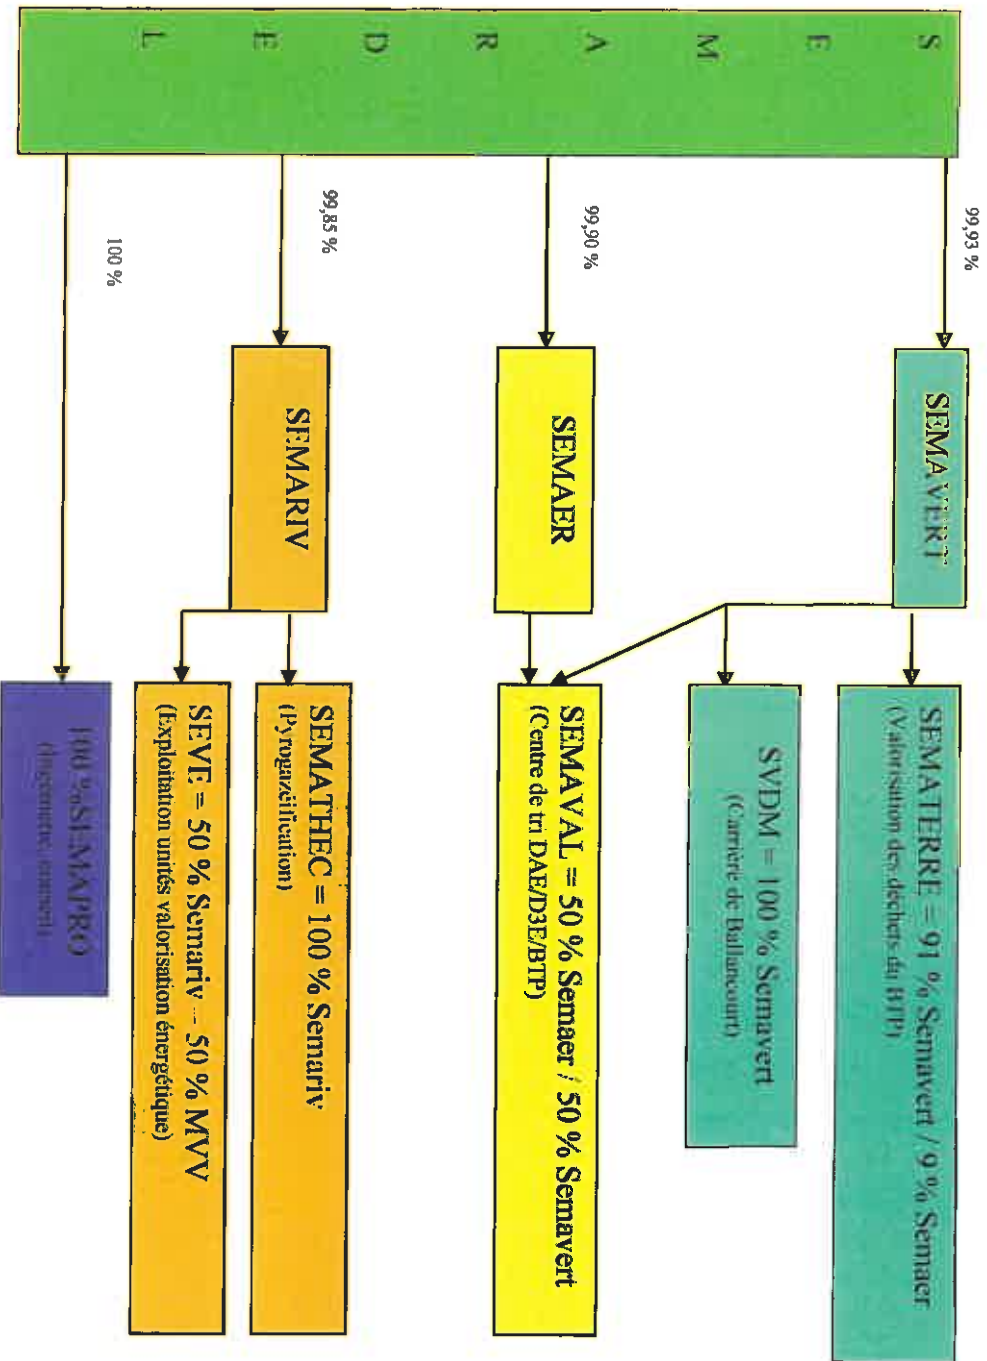 S E M A R D E L
99,93 %
SEMAVERT
SEMATERRE = 91 % Semavert / 9 % Semaer
(Valorisation des déchets du BTP)
SVDM = 100 % Semavert
(Carrière de Ballancourt)
99,90 %
SEMAER
SEMAVAL = 50 % Semaer / 50 % Semavert
(Centre de tri DAE/D3E/BTP)
99,85 %
SEMARIV
SEMATHEC = 100 % Semariv
(Pyrogazéification)
SEVE = 50 % Semariv – 50 % MVV
(Exploitation unités valorisation énergétique)
100 %
100 % SEMAPRO
(Ingénierie, conseil)